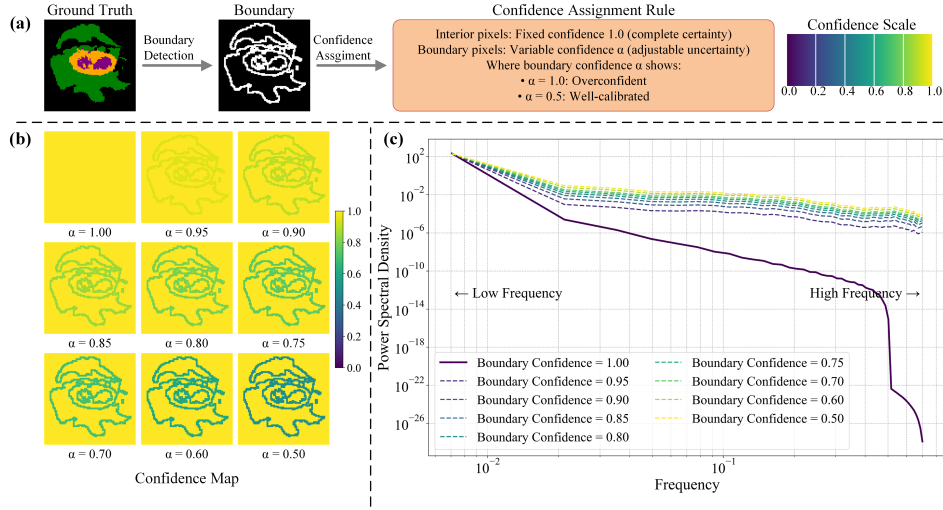 (a)
Ground Truth
Boundary
Detection
Boundary
Confidence
Assigment
Confidence Assignment Rule
Interior pixels: Fixed confidence 1.0 (complete certainty)
Boundary pixels: Variable confidence α (adjustable uncertainty)
Where boundary confidence α shows:
• α = 1.0: Overconfident
• α = 0.5: Well-calibrated
Confidence Scale
0.0 0.2 0.4 0.6 0.8 1.0
(b)
α = 1.00 α = 0.95 α = 0.90
α = 0.85 α = 0.80 α = 0.75
α = 0.70 α = 0.60 α = 0.50
1.0
0.8
0.6
0.4
0.2
0.0
Confidence Map
(c)
Power Spectral Density
10^2
10^-2
10^-6
10^-10
10^-14
10^-18
10^-22
10^-26
← Low Frequency
High Frequency →
Boundary Confidence = 1.00
Boundary Confidence = 0.95
Boundary Confidence = 0.90
Boundary Confidence = 0.85
Boundary Confidence = 0.80
Boundary Confidence = 0.75
Boundary Confidence = 0.70
Boundary Confidence = 0.60
Boundary Confidence = 0.50
10^-2
10^-1
Frequency